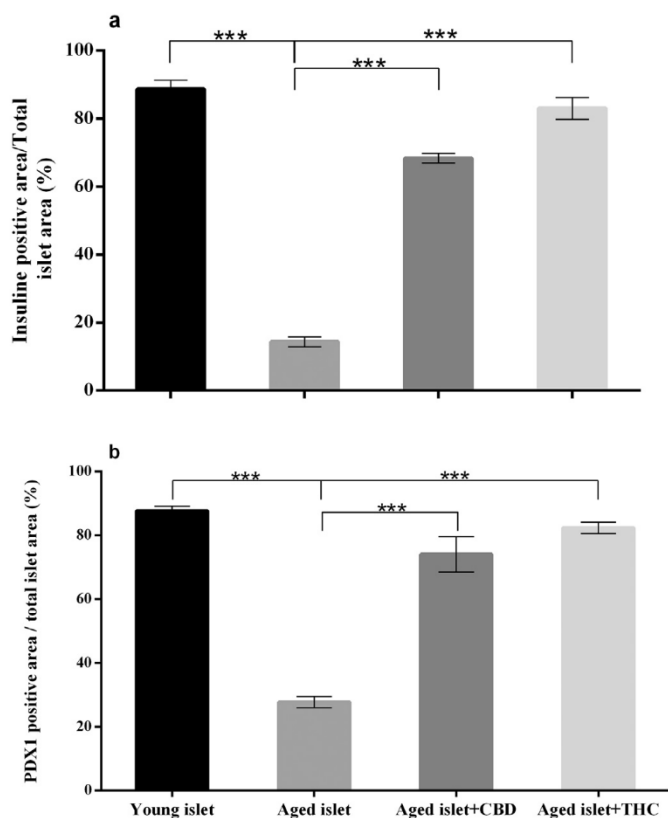 a
*** ***
***
Insuline positive area/Total
islet area (%)
100
80
60
40
20
0
b
*** ***
***
PDX1 positive area / total islet area (%)
100
80
60
40
20
0
Young islet Aged islet Aged islet+CBD Aged islet+THC